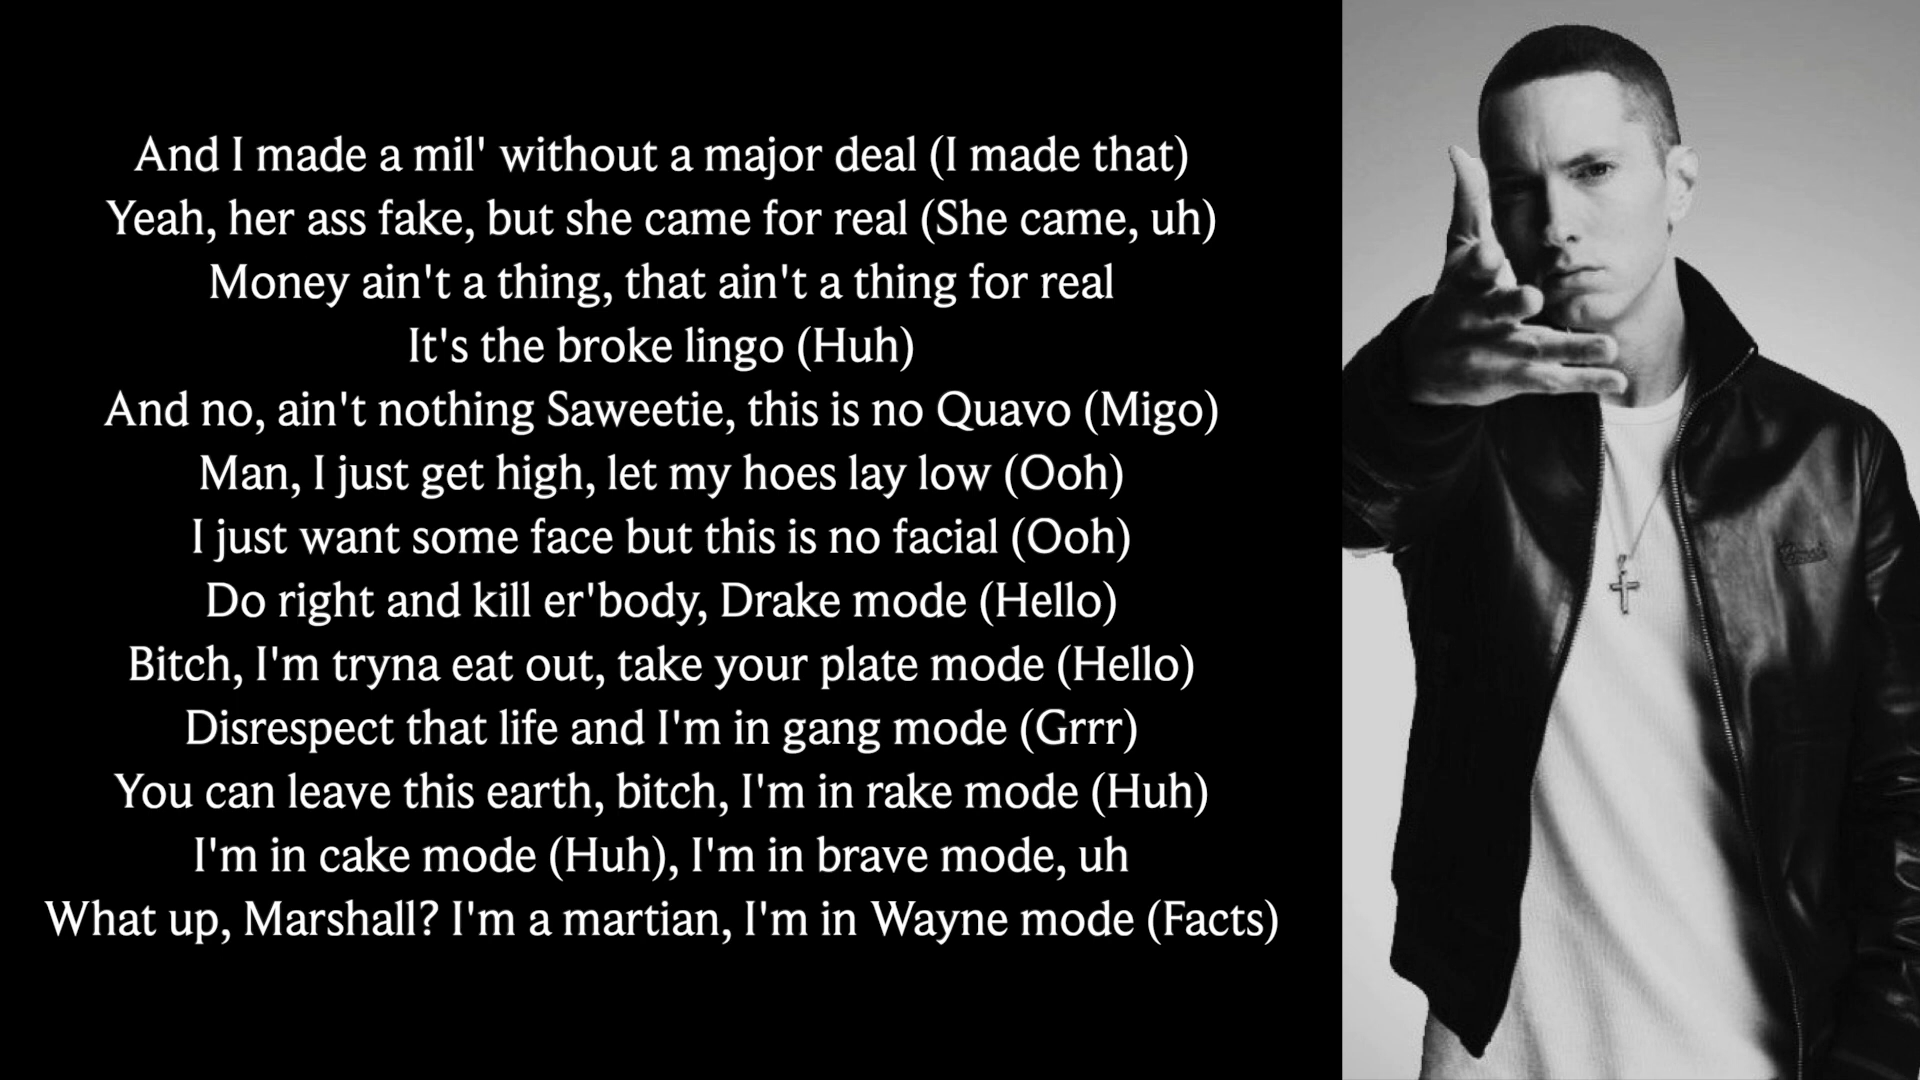 And I made a mil' without a major deal (I made that)
Yeah, her ass fake, but she came for real (She came, uh)
Money ain't a thing, that ain't a thing for real
It's the broke lingo (Huh)
And no, ain't nothing Saweetie, this is no Quavo (Migo)
Man, I just get high, let my hoes lay low (Ooh)
I just want some face but this is no facial (Ooh)
Do right and kill er'body, Drake mode (Hello)
Bitch, I'm tryna eat out, take your plate mode (Hello)
Disrespect that life and I'm in gang mode (Grrr)
You can leave this earth, bitch, I'm in rake mode (Huh)
I'm in cake mode (Huh), I'm in brave mode, uh
What up, Marshall? I'm a martian, I'm in Wayne mode (Facts)